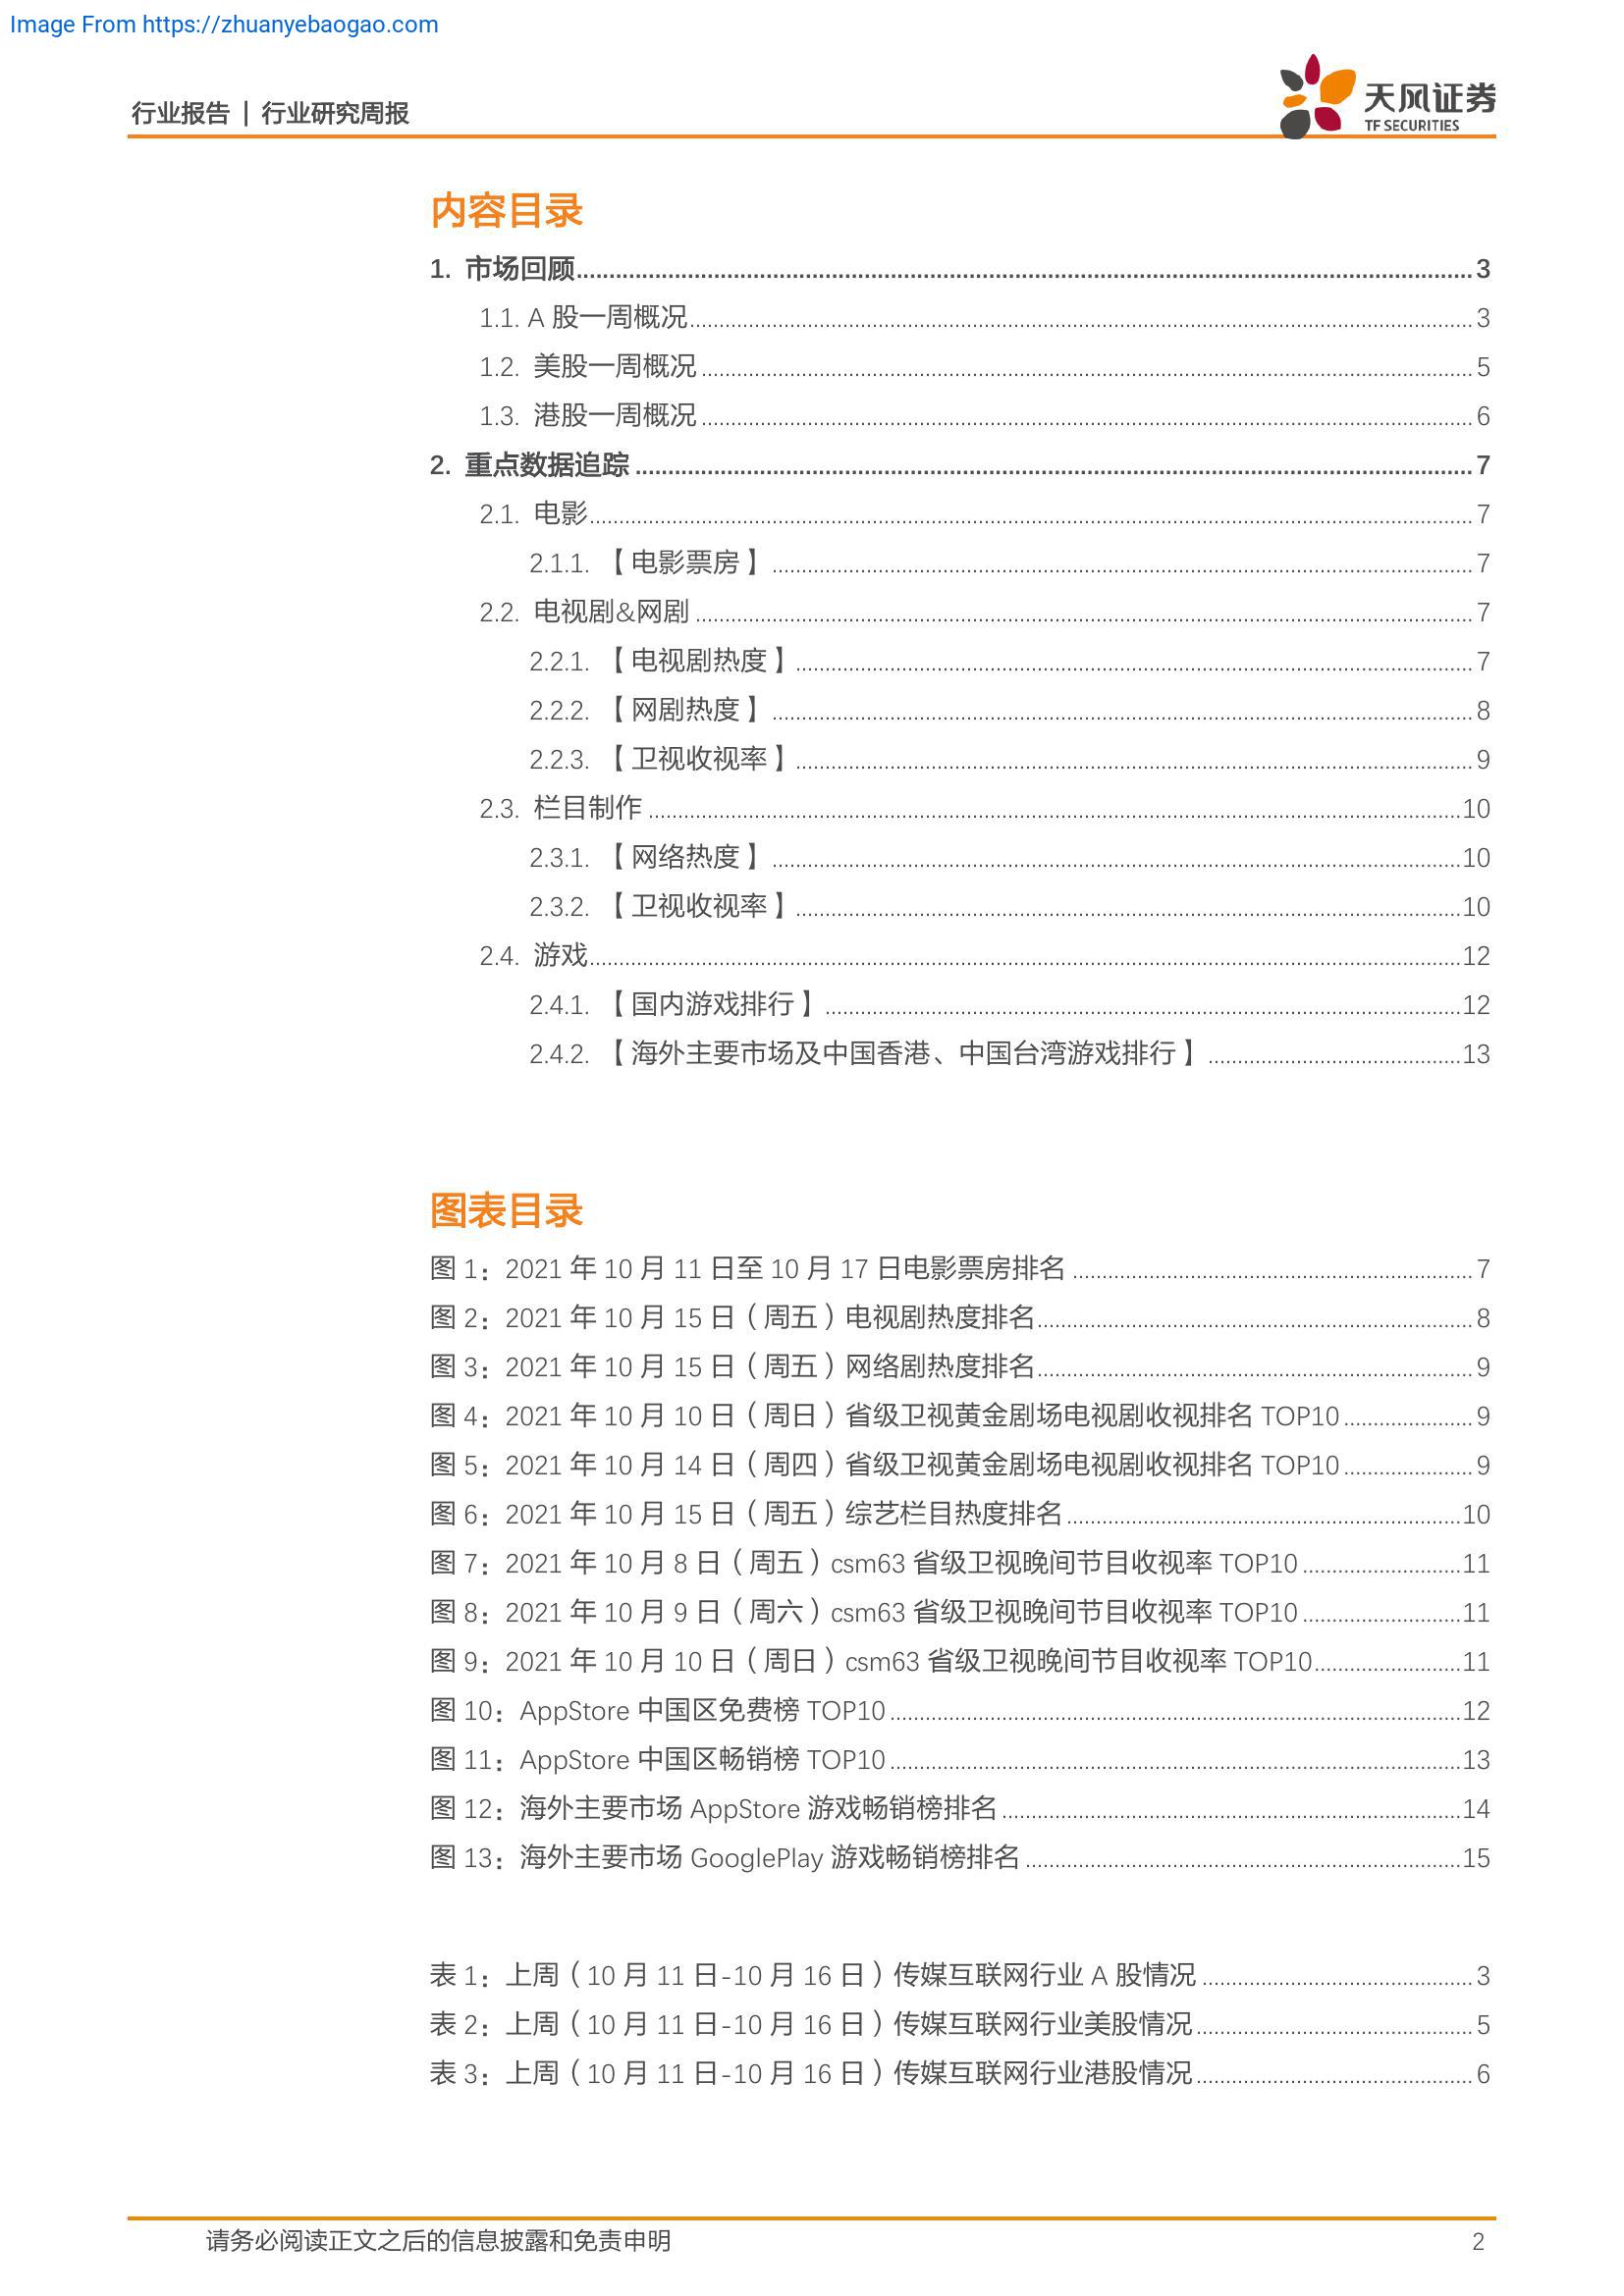 Image From https://zhuanyebaogao.com
行业报告 | 行业研究周报
天风证券
TF SECURITIES
内容目录
1. 市场回顾 3
1.1. A 股一周概况 3
1.2. 美股一周概况 5
1.3. 港股一周概况 6
2. 重点数据追踪 7
2.1. 电影 7
2.1.1. 【电影票房】 7
2.2. 电视剧&网剧 7
2.2.1. 【电视剧热度】 7
2.2.2. 【网剧热度】 8
2.2.3. 【卫视收视率】 9
2.3. 栏目制作 10
2.3.1. 【网络热度】 10
2.3.2. 【卫视收视率】 10
2.4. 游戏 12
2.4.1. 【国内游戏排行】 12
2.4.2. 【海外主要市场及中国香港、中国台湾游戏排行】 13
图表目录
图 1：2021 年 10 月 11 日至 10 月 17 日电影票房排名 7
图 2：2021 年 10 月 15 日（周五）电视剧热度排名 8
图 3：2021 年 10 月 15 日（周五）网络剧热度排名 9
图 4：2021 年 10 月 10 日（周日）省级卫视黄金剧场电视剧收视排名 TOP10 9
图 5：2021 年 10 月 14 日（周四）省级卫视黄金剧场电视剧收视排名 TOP10 9
图 6：2021 年 10 月 15 日（周五）综艺栏目热度排名 10
图 7：2021 年 10 月 8 日（周五）csm63 省级卫视晚间节目收视率 TOP10 11
图 8：2021 年 10 月 9 日（周六）csm63 省级卫视晚间节目收视率 TOP10 11
图 9：2021 年 10 月 10 日（周日）csm63 省级卫视晚间节目收视率 TOP10 11
图 10：AppStore 中国区免费榜 TOP10 12
图 11：AppStore 中国区畅销榜 TOP10 13
图 12：海外主要市场 AppStore 游戏畅销榜排名 14
图 13：海外主要市场 GooglePlay 游戏畅销榜排名 15
表 1：上周（10 月 11 日-10 月 16 日）传媒互联网行业 A 股情况 3
表 2：上周（10 月 11 日-10 月 16 日）传媒互联网行业美股情况 5
表 3：上周（10 月 11 日-10 月 16 日）传媒互联网行业港股情况 6
请务必阅读正文之后的信息披露和免责申明 2